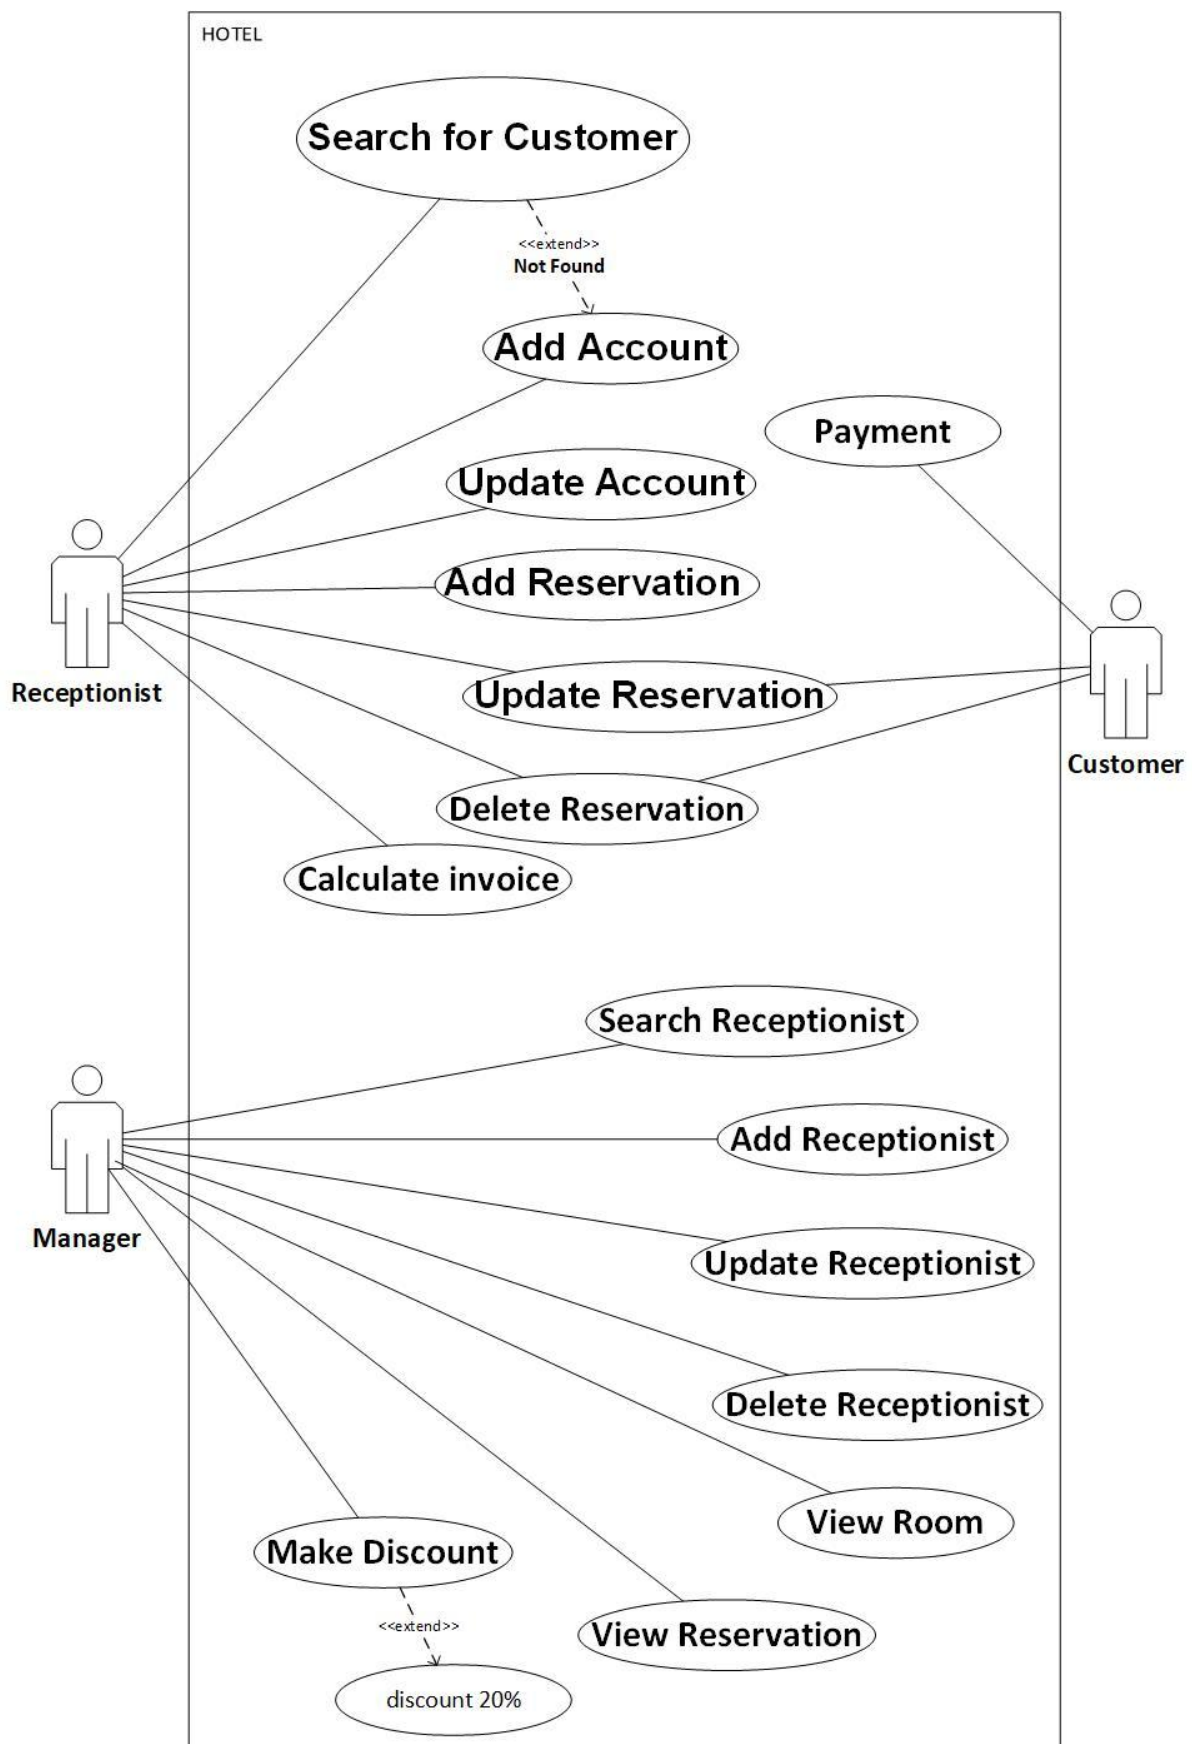 HOTEL
Search for Customer
<<extend>>
Not Found
Add Account
Payment
Update Account
Add Reservation
Receptionist
Update Reservation
Customer
Delete Reservation
Calculate invoice
Search Receptionist
Add Receptionist
Manager
Update Receptionist
Delete Receptionist
View Room
Make Discount
<<extend>>
View Reservation
discount 20%